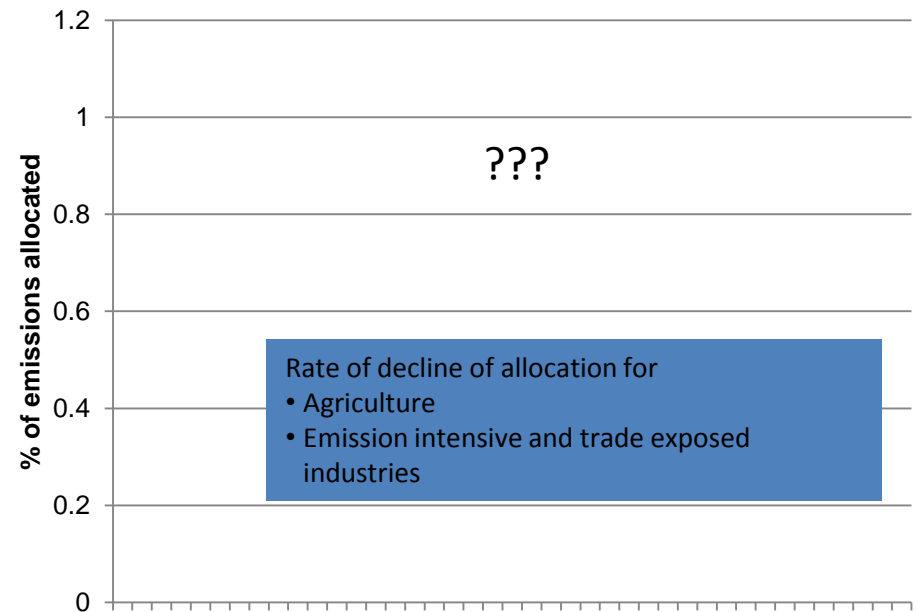 1.2
1
???
0.8
% of emissions allocated
0.6
Rate of decline of allocation for
• Agriculture
0.4
• Emission intensive and trade exposed
industries
0.2
0